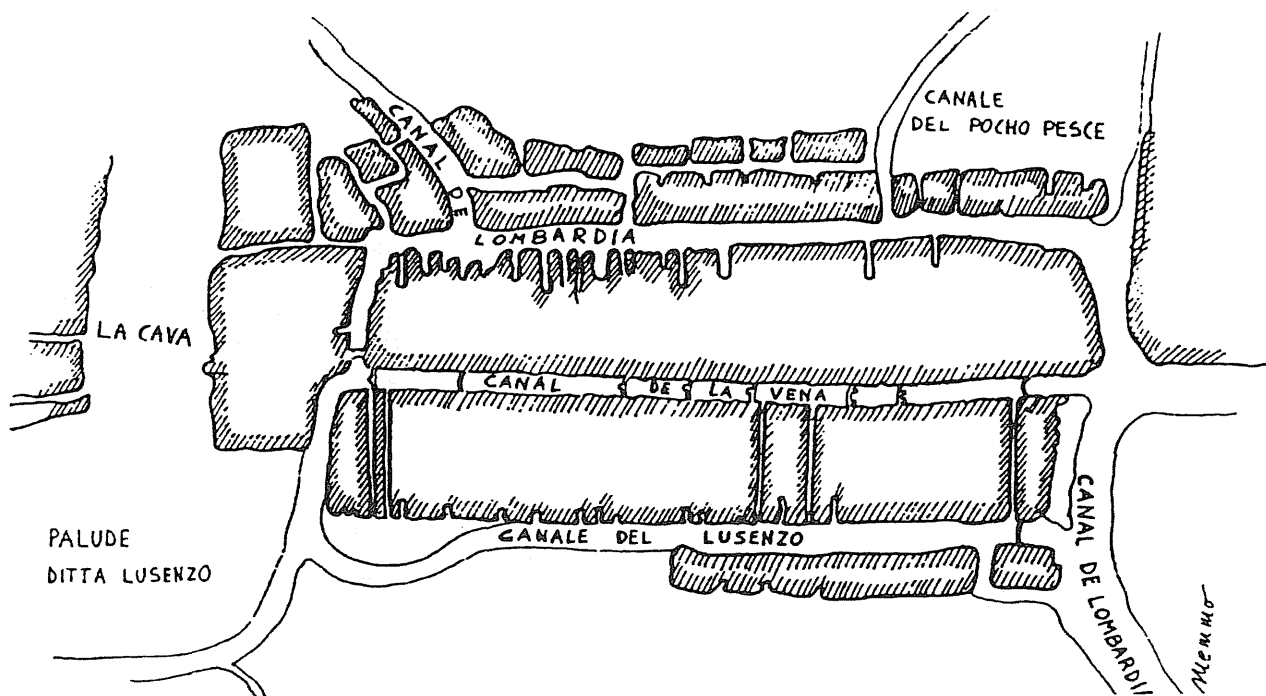 CANALE
DEL POCHO PESCE
CANAL DE
LOMBARDIA
LA CAVA
CANAL DE LA VENA
CANALE DEL LUSENZO
PALUDE
DITTA LUSENZO
CANAL DE LOMBARDIA
Memmo